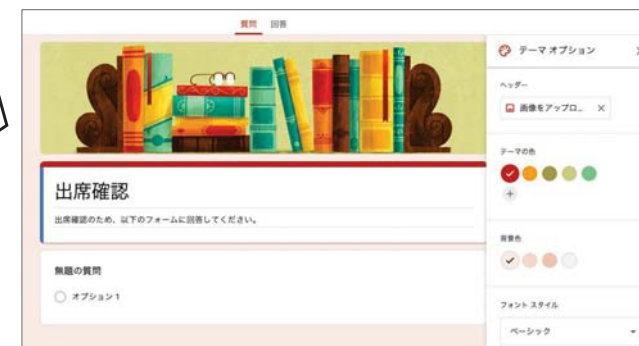 質問 回答
テーマ オプション
ヘッダー
画像をアップロ...
テーマの色
出席確認
出席確認のため、以下のフォームに回答してください。
背景色
無題の質問
オプション 1
フォント スタイル
ベーシック